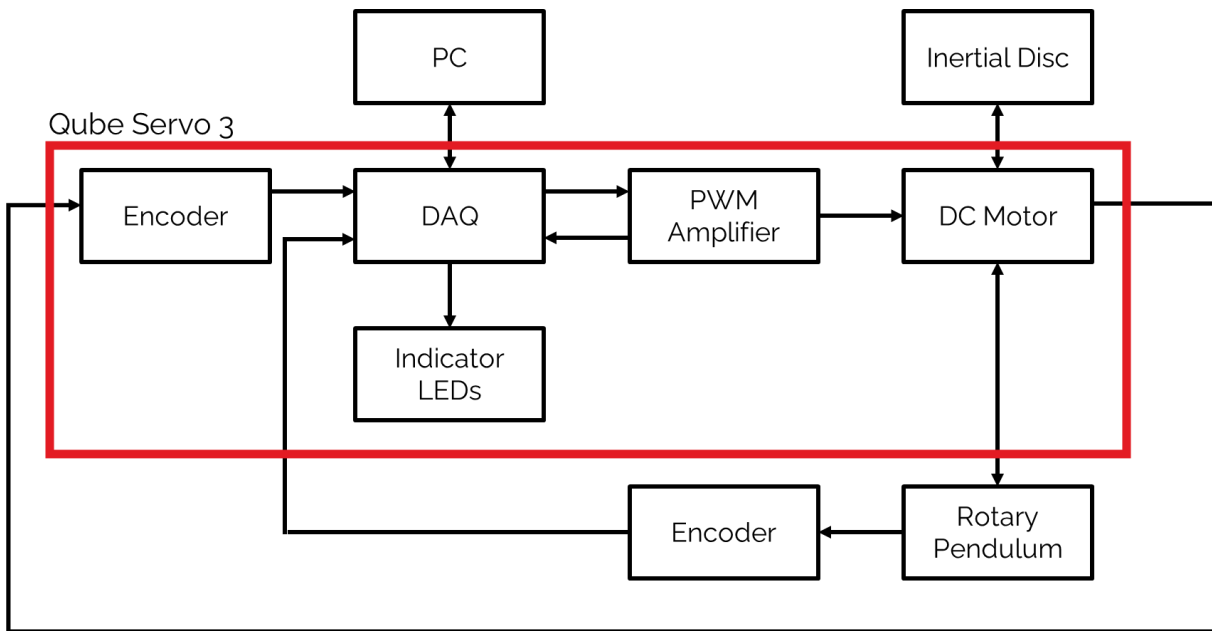 PC
Inertial Disc
Qube Servo 3
Encoder
DAQ
PWM
Amplifier
DC Motor
Indicator
LEDs
Encoder
Rotary
Pendulum